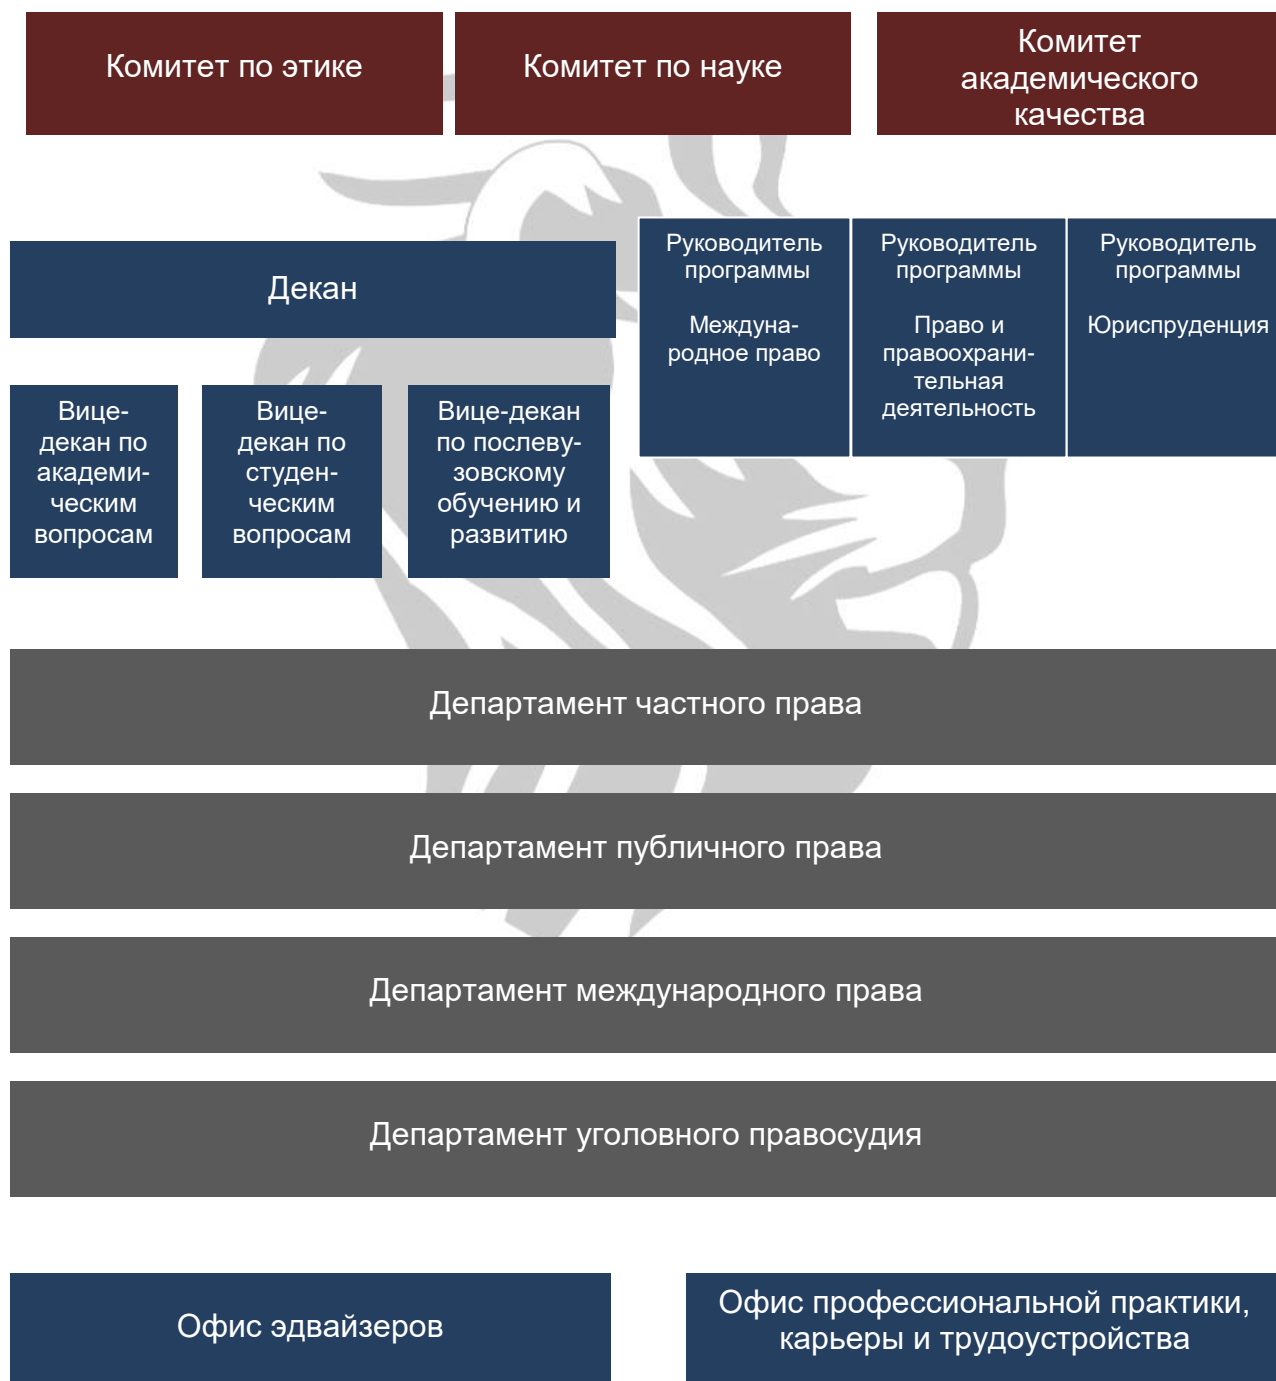 Комитет по этике
Комитет по науке
Комитет
академического
качества
Декан
Руководитель
программы
Междуна-
родное право
Руководитель
программы
Право и
правоохрани-
тельная
деятельность
Руководитель
программы
Юриспруденция
Вице-
декан по
академи-
ческим
вопросам
Вице-
декан по
студен-
ческим
вопросам
Вице-декан
по послеву-
зовскому
обучению и
развитию
Департамент частного права
Департамент публичного права
Департамент международного права
Департамент уголовного правосудия
Офис эдвайзеров
Офис профессиональной практики,
карьеры и трудоустройства